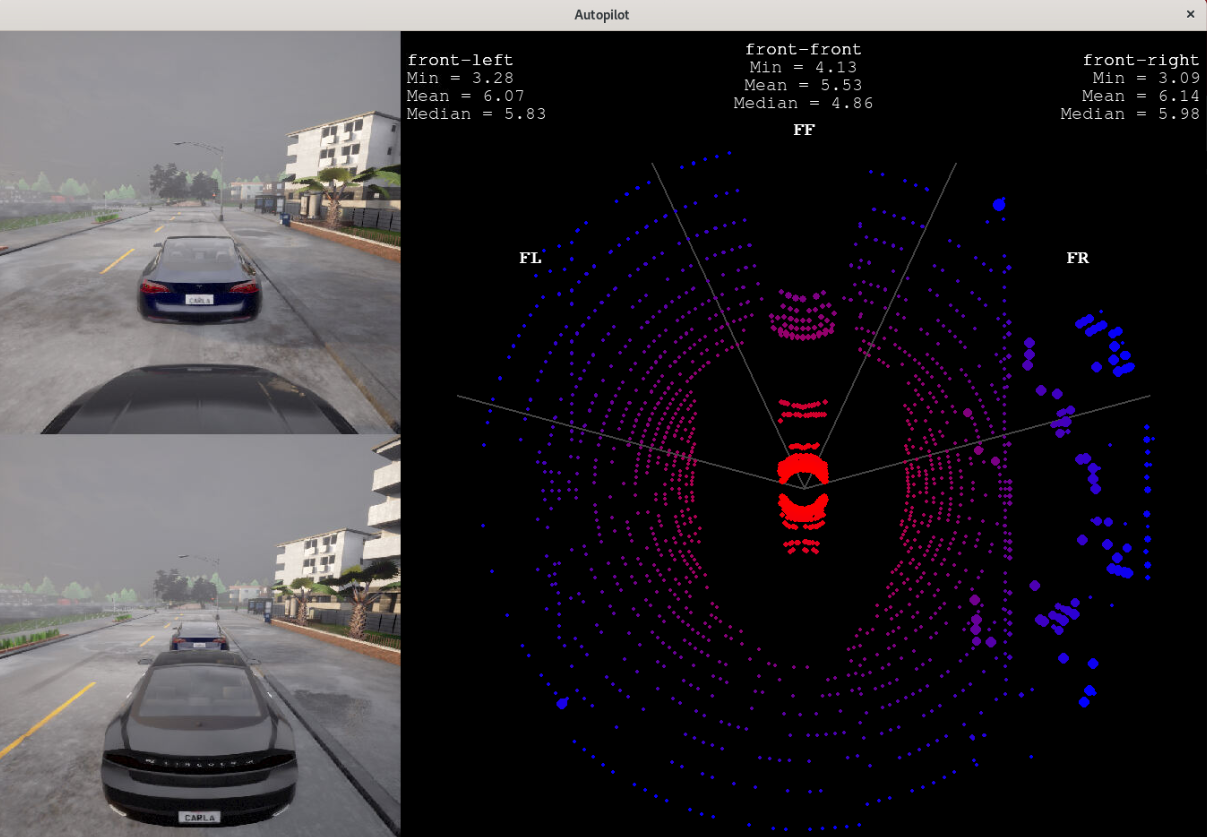 Autopilot
×
front-left
Min = 3.28
Mean = 6.07
Median = 5.83
front-front
Min = 4.13
Mean = 5.53
Median = 4.86
front-right
Min = 3.09
Mean = 6.14
Median = 5.98
FF
FL
FR
CARLA
LINCOLN
CARLA